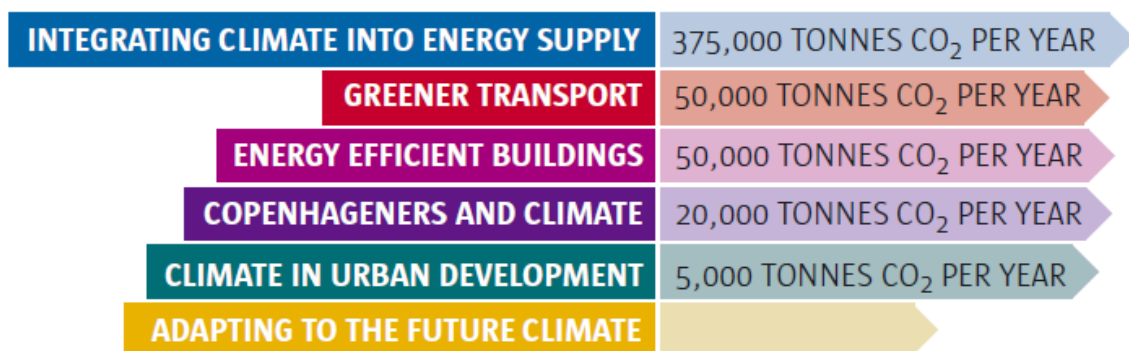 INTEGRATING CLIMATE INTO ENERGY SUPPLY 375,000 TONNES CO₂ PER YEAR
GREENER TRANSPORT 50,000 TONNES CO₂ PER YEAR
ENERGY EFFICIENT BUILDINGS 50,000 TONNES CO₂ PER YEAR
COPENHAGENERS AND CLIMATE 20,000 TONNES CO₂ PER YEAR
CLIMATE IN URBAN DEVELOPMENT 5,000 TONNES CO₂ PER YEAR
ADAPTING TO THE FUTURE CLIMATE